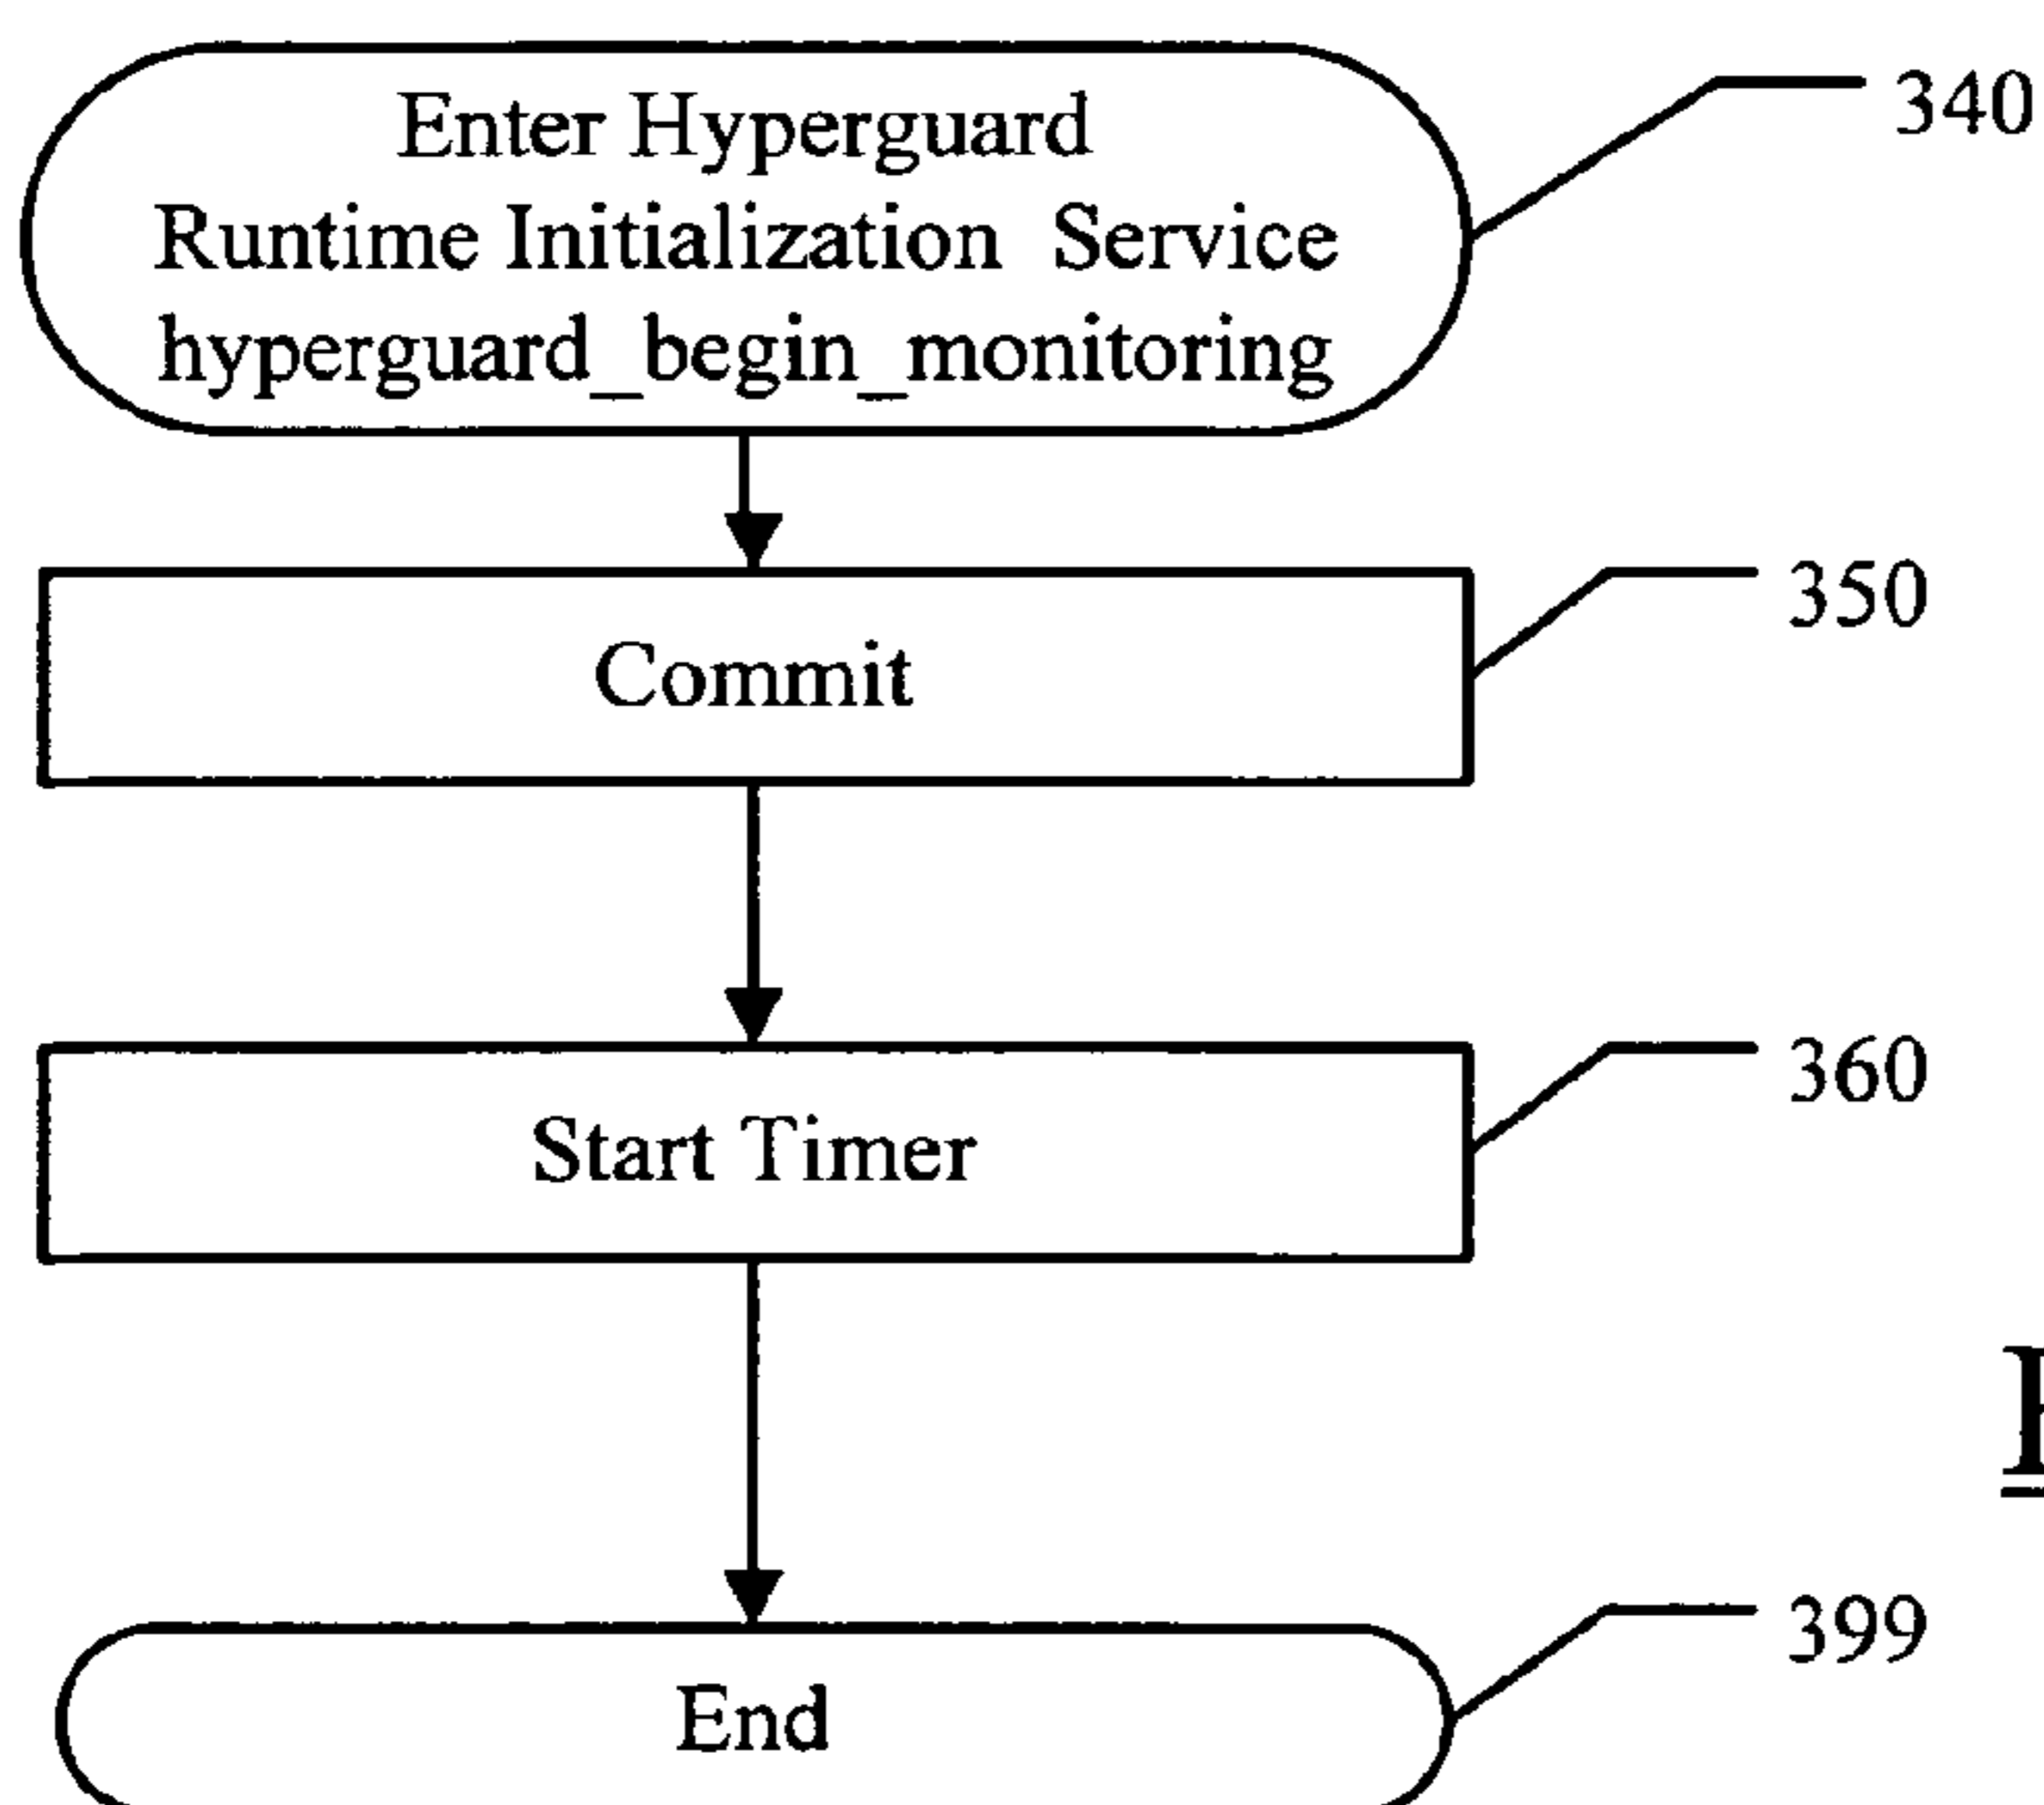 Enter Hyperguard
Runtime Initialization Service
hyperguard_begin_monitoring
340
Commit
350
Start Timer
360
End
399